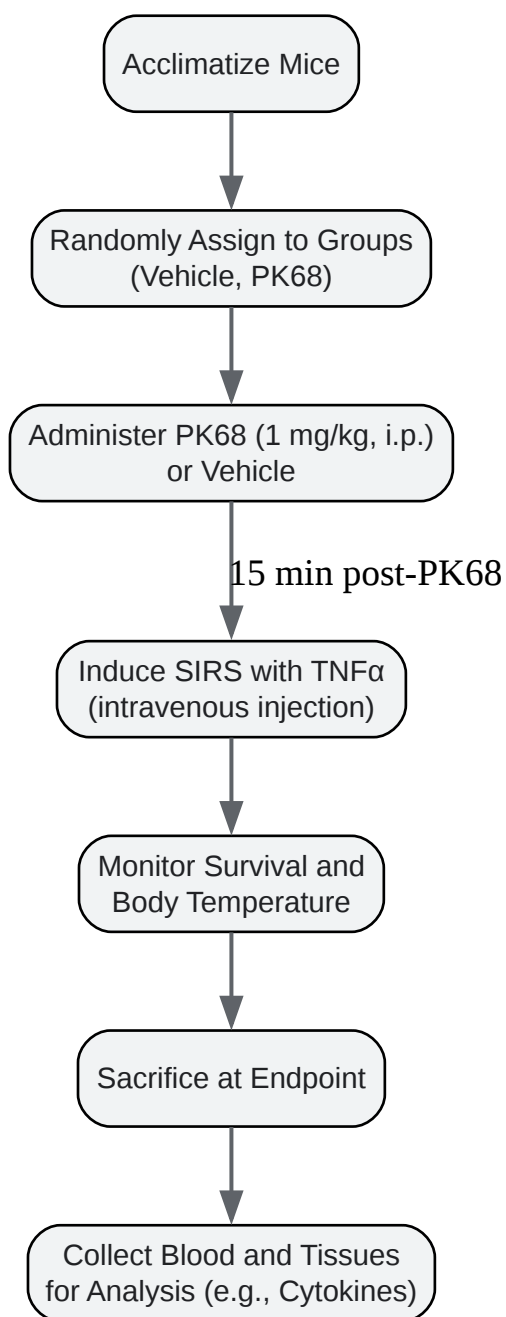 Acclimatize Mice
Randomly Assign to Groups
(Vehicle, PK68)
Administer PK68 (1 mg/kg, i.p.)
or Vehicle
15 min post-PK68
Induce SIRS with TNFα
(intravenous injection)
Monitor Survival and
Body Temperature
Sacrifice at Endpoint
Collect Blood and Tissues
for Analysis (e.g., Cytokines)